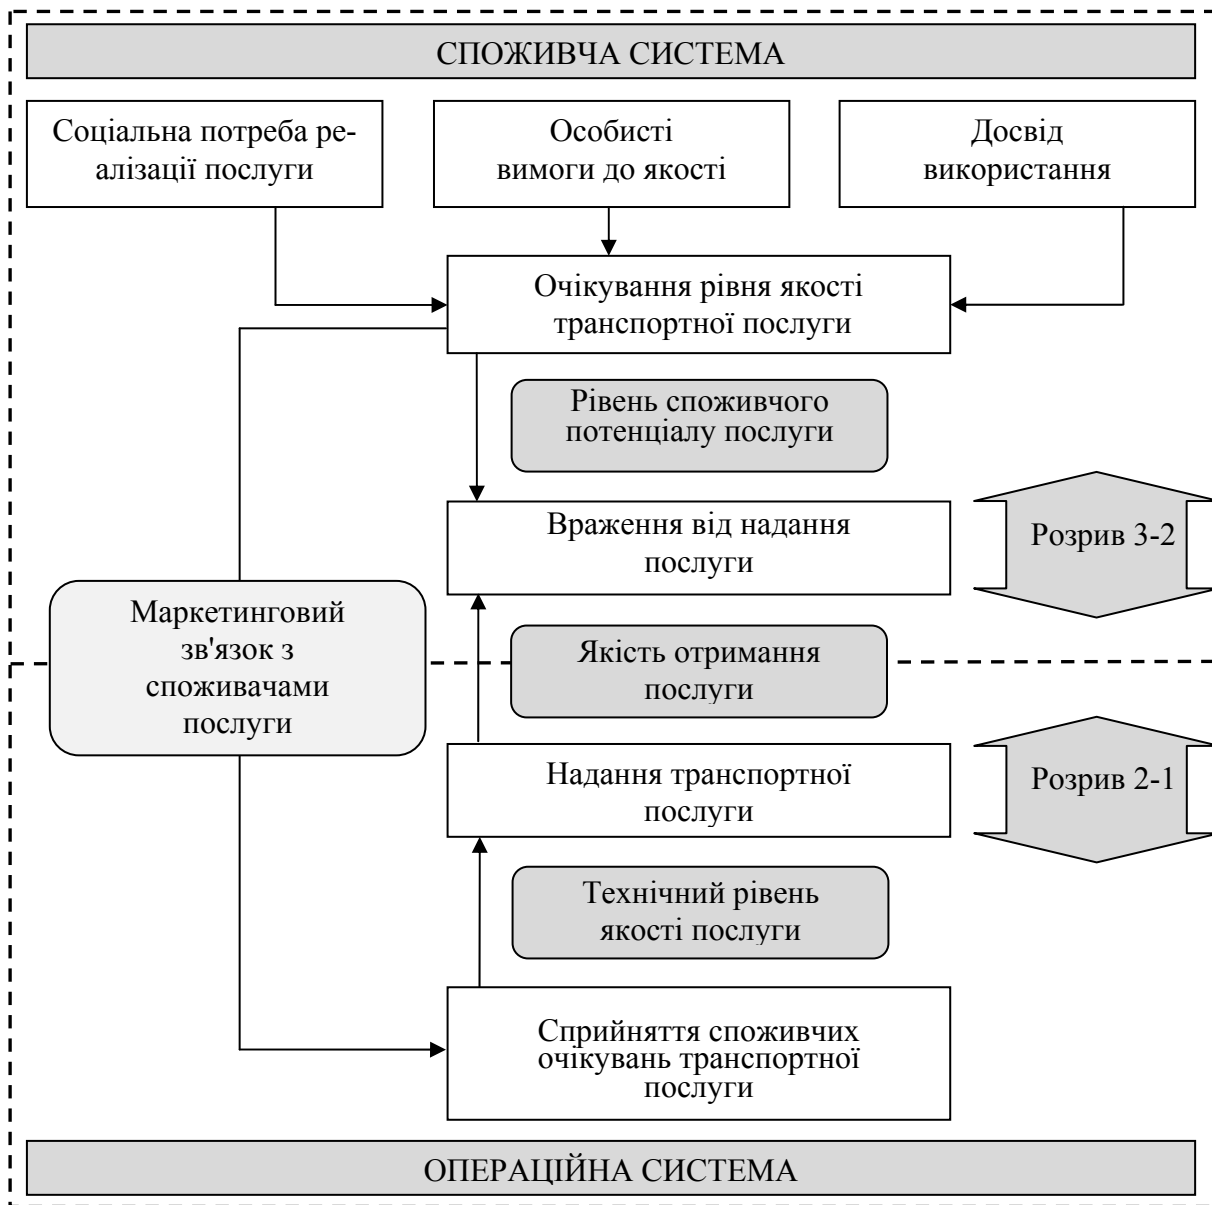 СПОЖИВЧА СИСТЕМА
Соціальна потреба ре-
алізації послуги
Особисті
вимоги до якості
Досвід
використання
Очікування рівня якості
транспортної послуги
Рівень споживчого
потенціалу послуги
Враження від надання
послуги
Розрив 3-2
Маркетинговий
зв'язок з
споживачами
послуги
Якість отримання
послуги
Надання транспортної
послуги
Розрив 2-1
Технічний рівень
якості послуги
Сприйняття споживчих
очікувань транспортної
послуги
ОПЕРАЦІЙНА СИСТЕМА